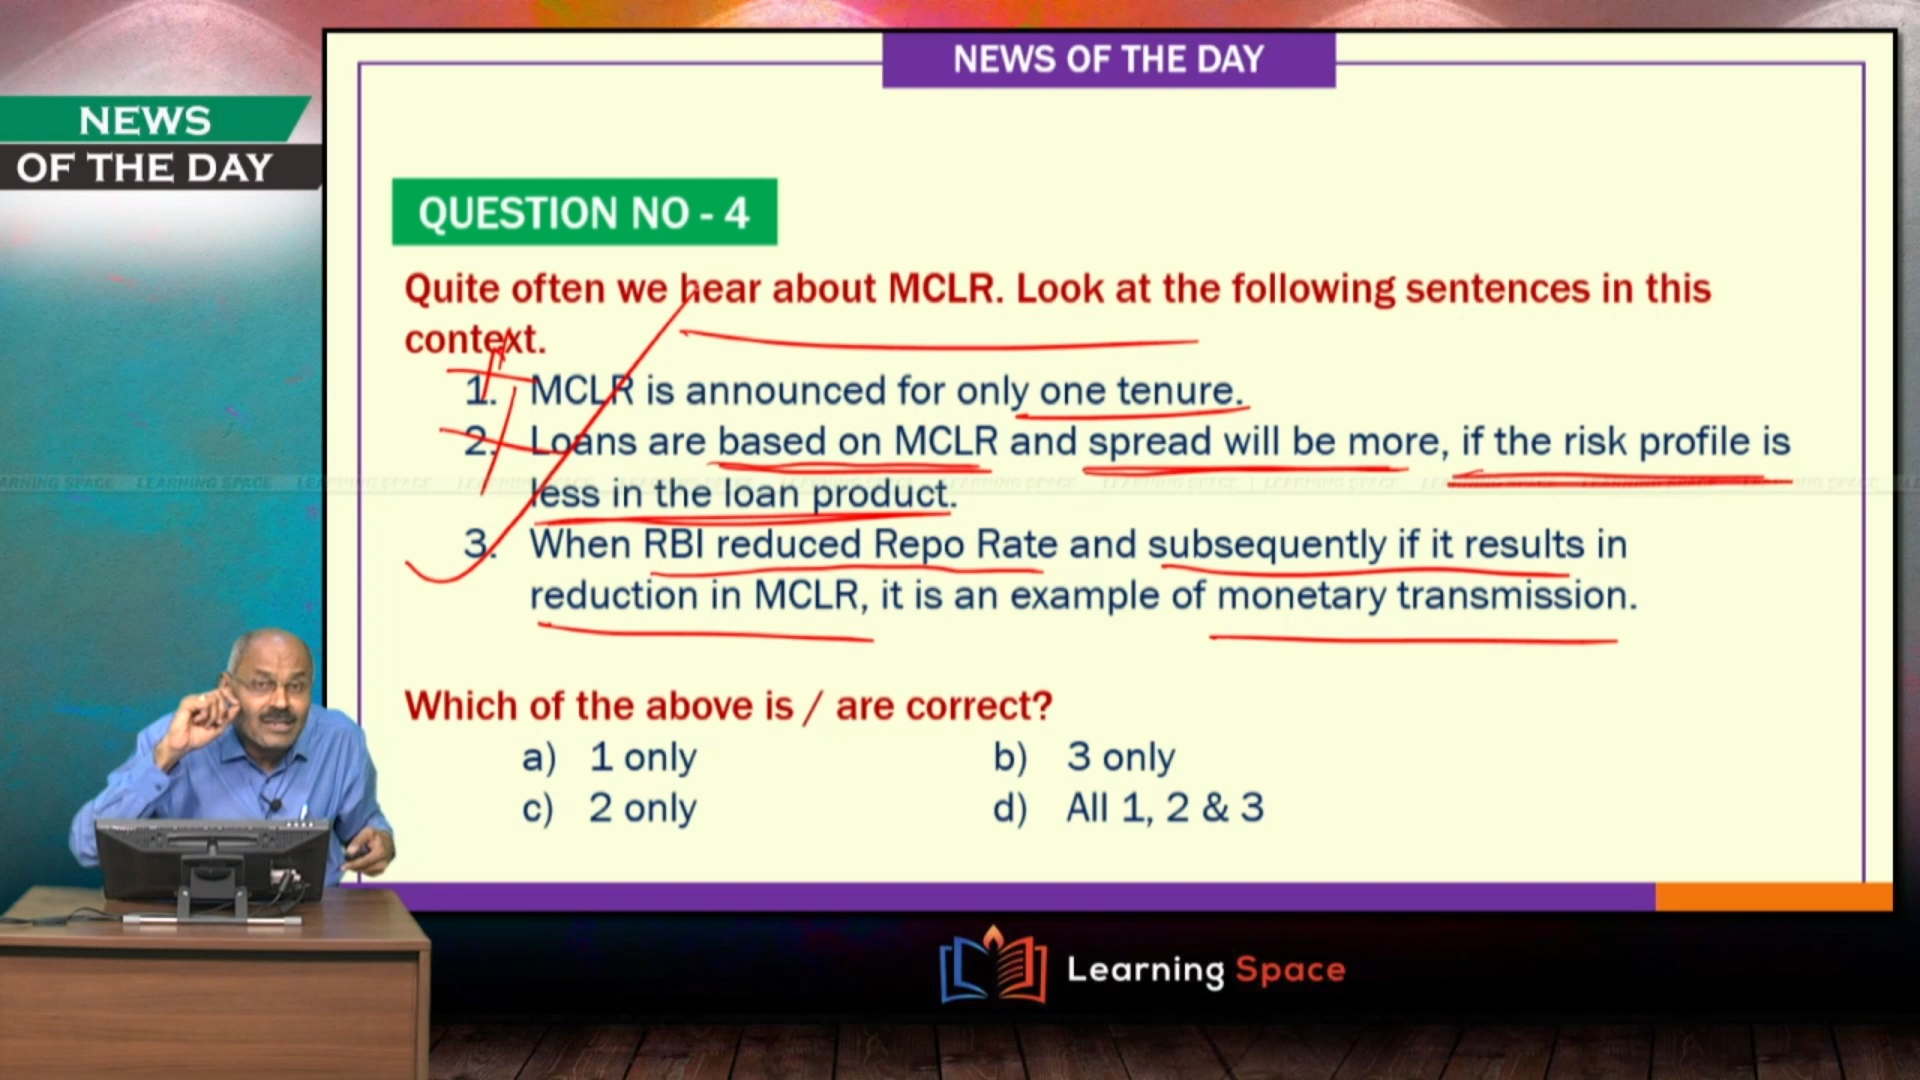 NEWS OF THE DAY
NEWS
OF THE DAY
QUESTION NO - 4
Quite often we hear about MCLR. Look at the following sentences in this
context.
1. MCLR is announced for only one tenure.
2. Loans are based on MCLR and spread will be more, if the risk profile is
less in the loan product.
3. When RBI reduced Repo Rate and subsequently if it results in
reduction in MCLR, it is an example of monetary transmission.
Which of the above is / are correct?
a) 1 only b) 3 only
c) 2 only d) All 1, 2 & 3
Learning Space